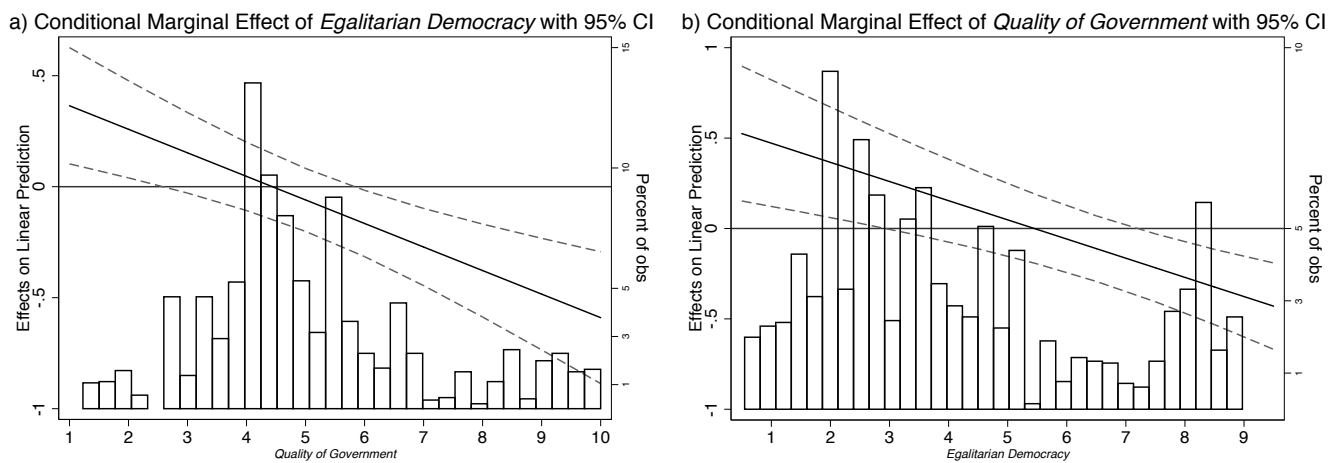 a) Conditional Marginal Effect of Egalitarian Democracy with 95% CI
Effects on Linear Prediction
.5
0
-.5
-1
15
10
5
3
1
Percent of obs
1 2 3 4 5 6 7 8 9 10
Quality of Government
b) Conditional Marginal Effect of Quality of Government with 95% CI
Effects on Linear Prediction
1
.5
0
-.5
-1
10
5
3
1
Percent of obs
1 2 3 4 5 6 7 8 9
Egalitarian Democracy